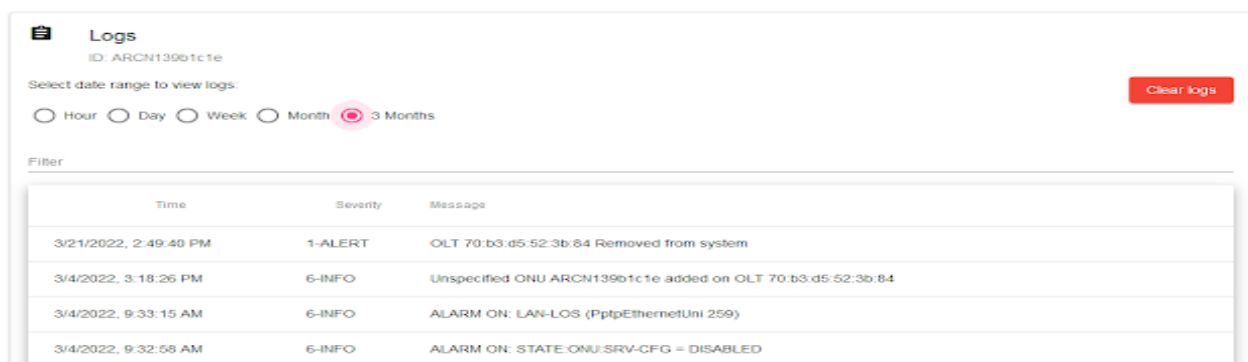 Logs
ID: ARCN139b1c1e
Select date range to view logs:
Clear logs
Hour Day Week Month 3 Months
Filter
Time Severity Message
3/21/2022, 2:49:40 PM 1-ALERT OLT 70:b3:d5:52:3b:84 Removed from system
3/4/2022, 3:18:26 PM 6-INFO Unspecified ONU ARCN139b1c1e added on OLT 70:b3:d5:52:3b:84
3/4/2022, 9:33:15 AM 6-INFO ALARM ON: LAN-LOS (PptpEthernetUni 259)
3/4/2022, 9:32:58 AM 6-INFO ALARM ON: STATE:ONU:SRV-CFG = DISABLED